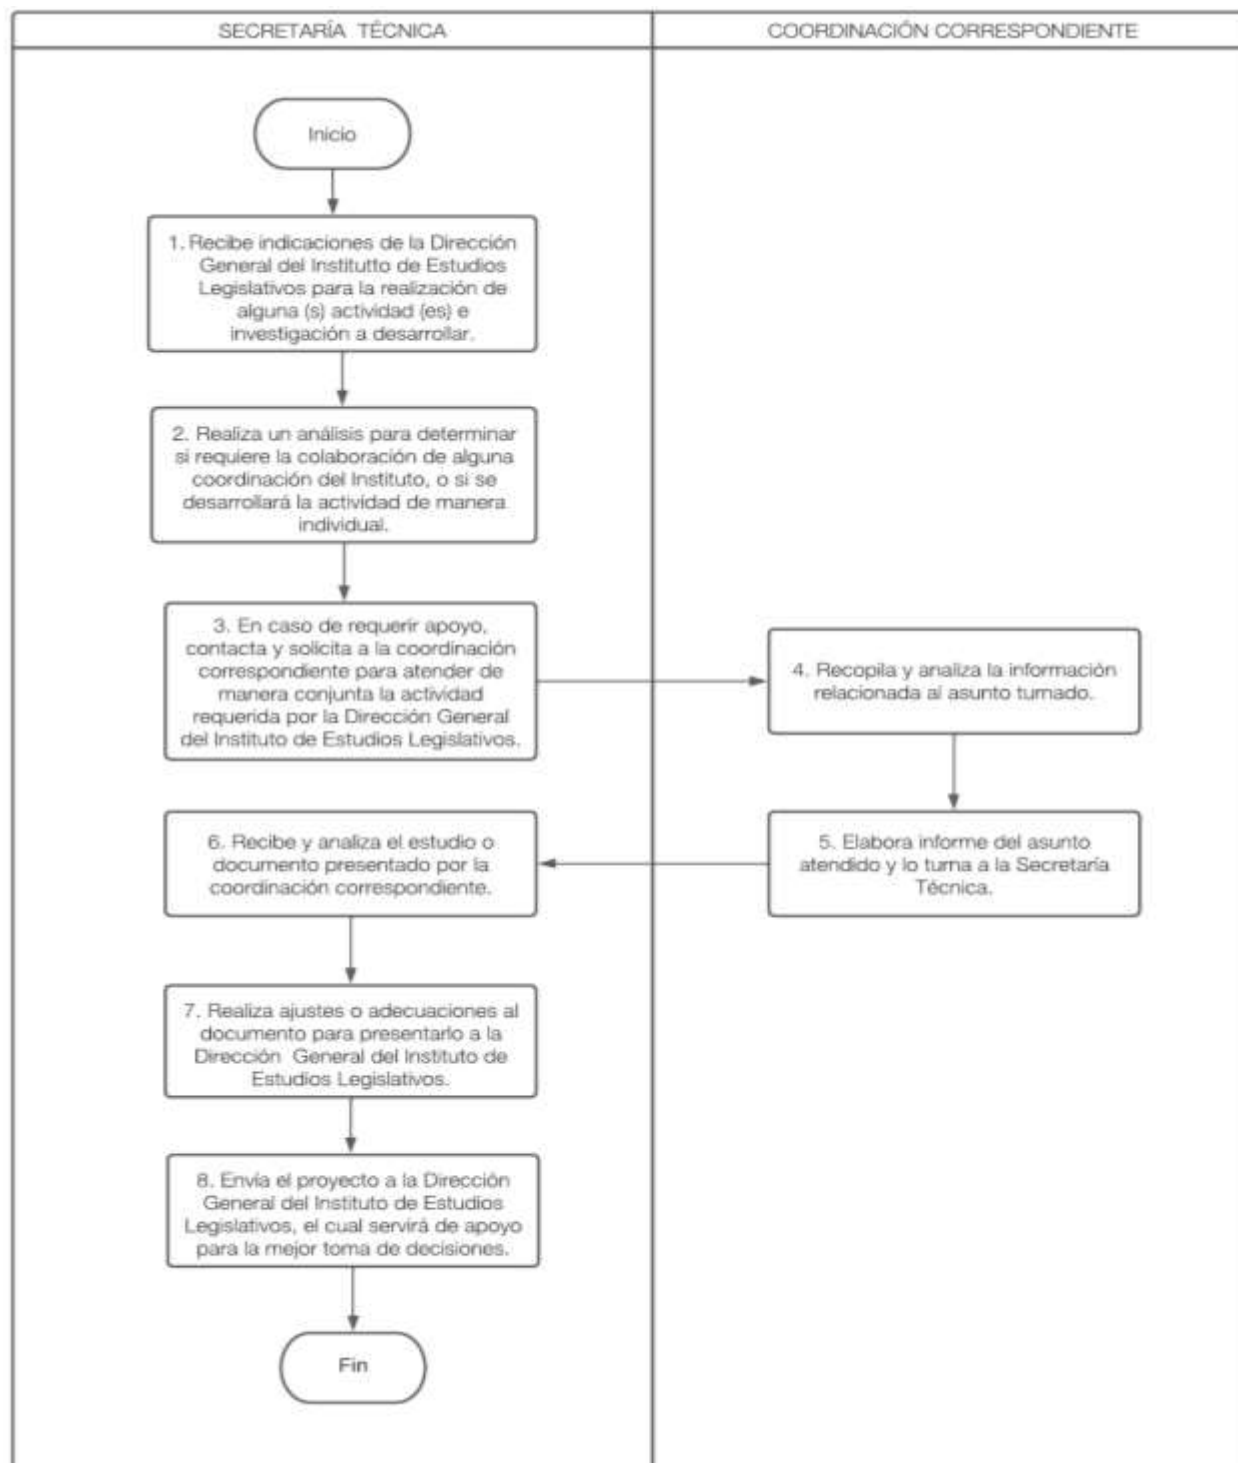 SECRETARÍA TÉCNICA
COORDINACIÓN CORRESPONDIENTE
Inicio
1. Recibe indicaciones de la Dirección
General del Institutto de Estudios
Legislativos para la realización de
alguna (s) actividad (es) e
investigación a desarrollar.
2. Realiza un análisis para determinar
si requiere la colaboración de alguna
coordinación del Instituto, o si se
desarrollará la actividad de manera
individual.
3. En caso de requerir apoyo,
contacta y solicita a la coordinación
correspondiente para atender de
manera conjunta la actividad
requerida por la Dirección General
del Instituto de Estudios Legislativos.
4. Recopila y analiza la información
relacionada al asunto turnado.
5. Elabora informe del asunto
atendido y lo turna a la Secretaría
Técnica.
6. Recibe y analiza el estudio o
documento presentado por la
coordinación correspondiente.
7. Realiza ajustes o adecuaciones al
documento para presentarlo a la
Dirección General del Instituto de
Estudios Legislativos.
8. Envía el proyecto a la Dirección
General del Instituto de Estudios
Legislativos, el cual servirá de apoyo
para la mejor toma de decisiones.
Fin